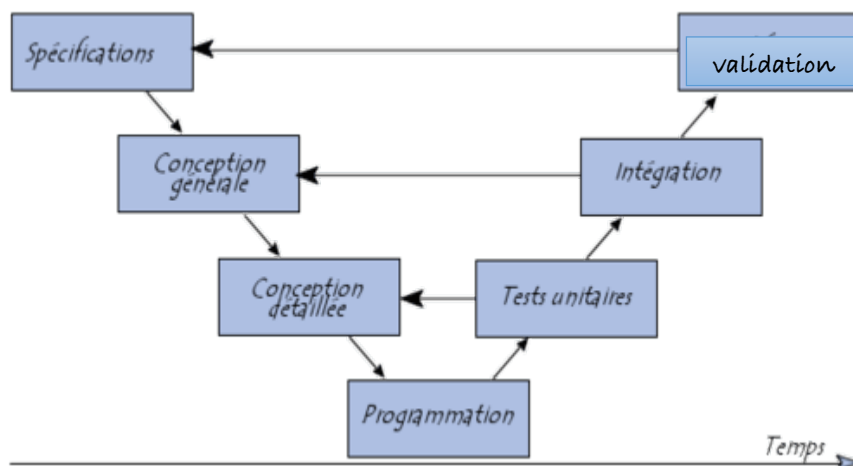 Spécifications
validation
Conception
générale
Intégration
Conception
détaillée
Tests unitaires
Programmation
Temps